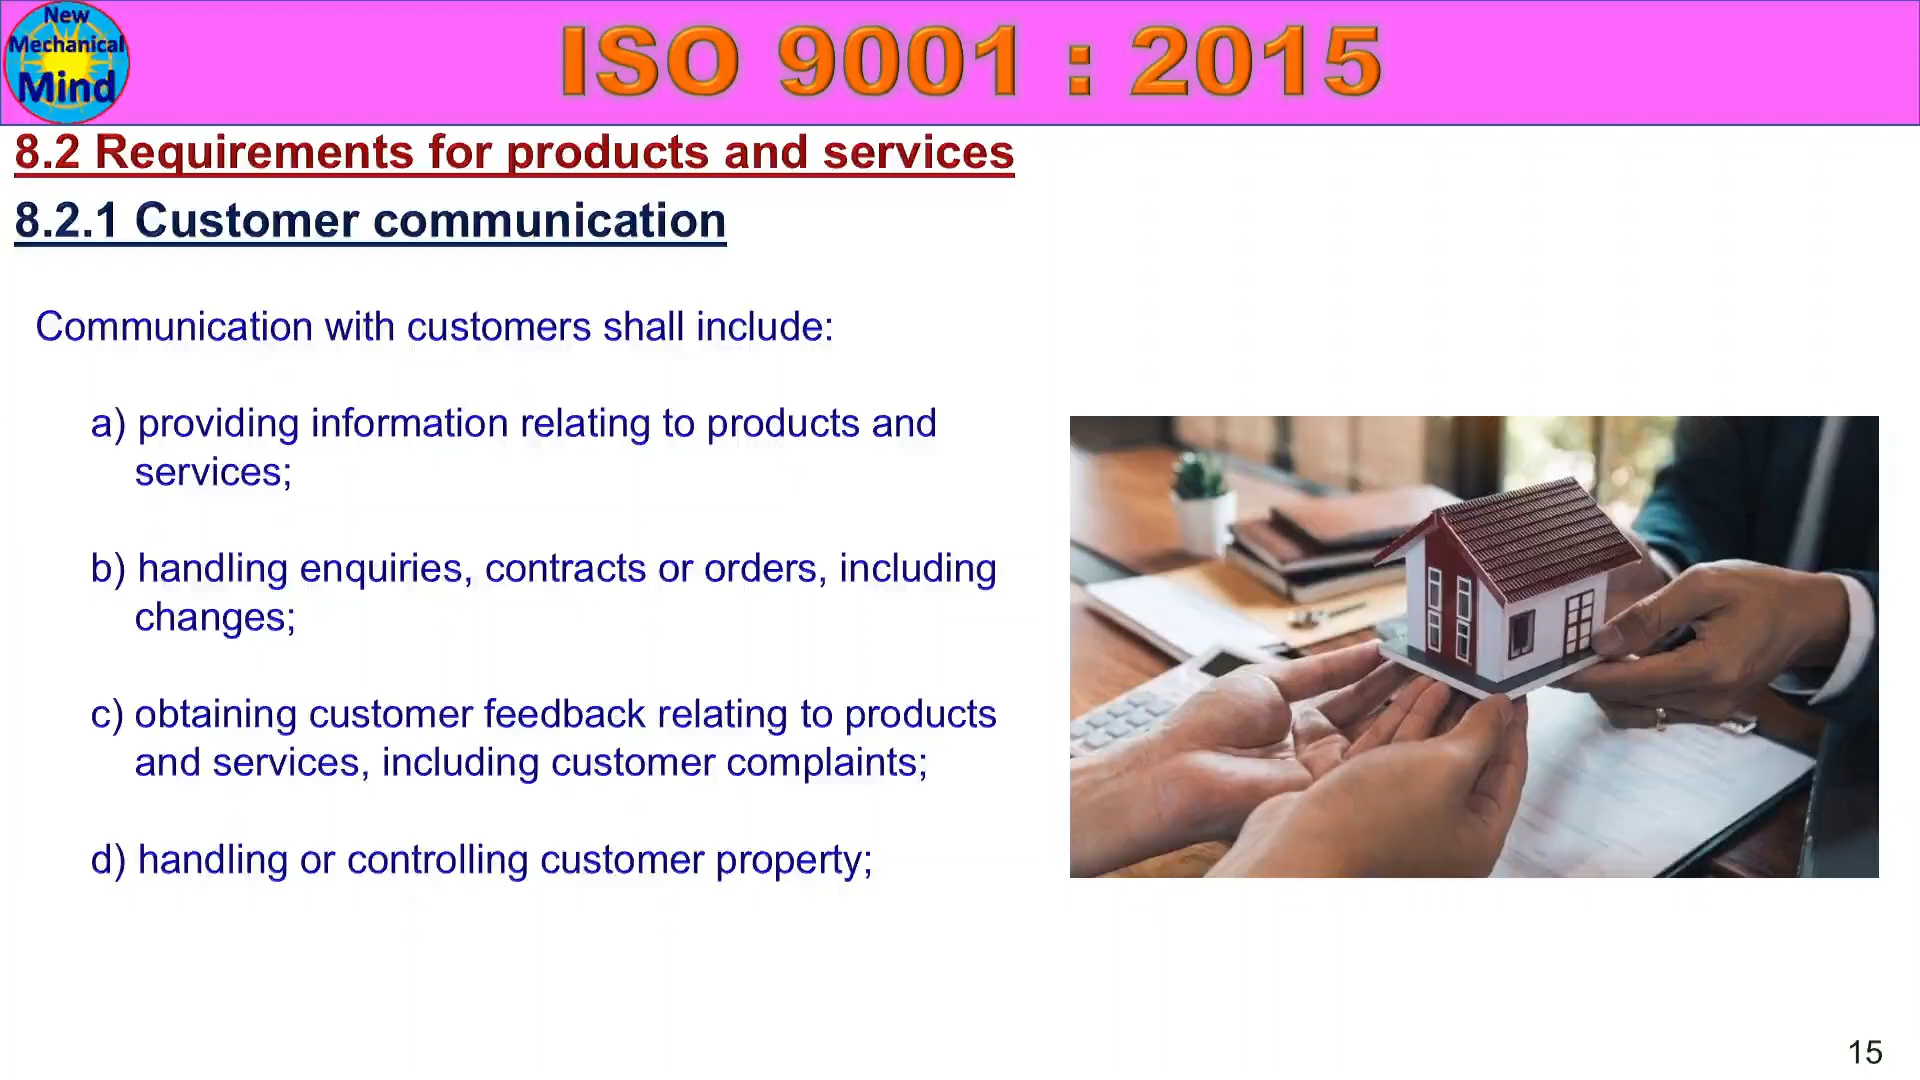 New
Mechanical
Mind
ISO 9001 : 2015
8.2 Requirements for products and services
8.2.1 Customer communication
Communication with customers shall include:
a) providing information relating to products and
services;
b) handling enquiries, contracts or orders, including
changes;
c) obtaining customer feedback relating to products
and services, including customer complaints;
d) handling or controlling customer property;
15